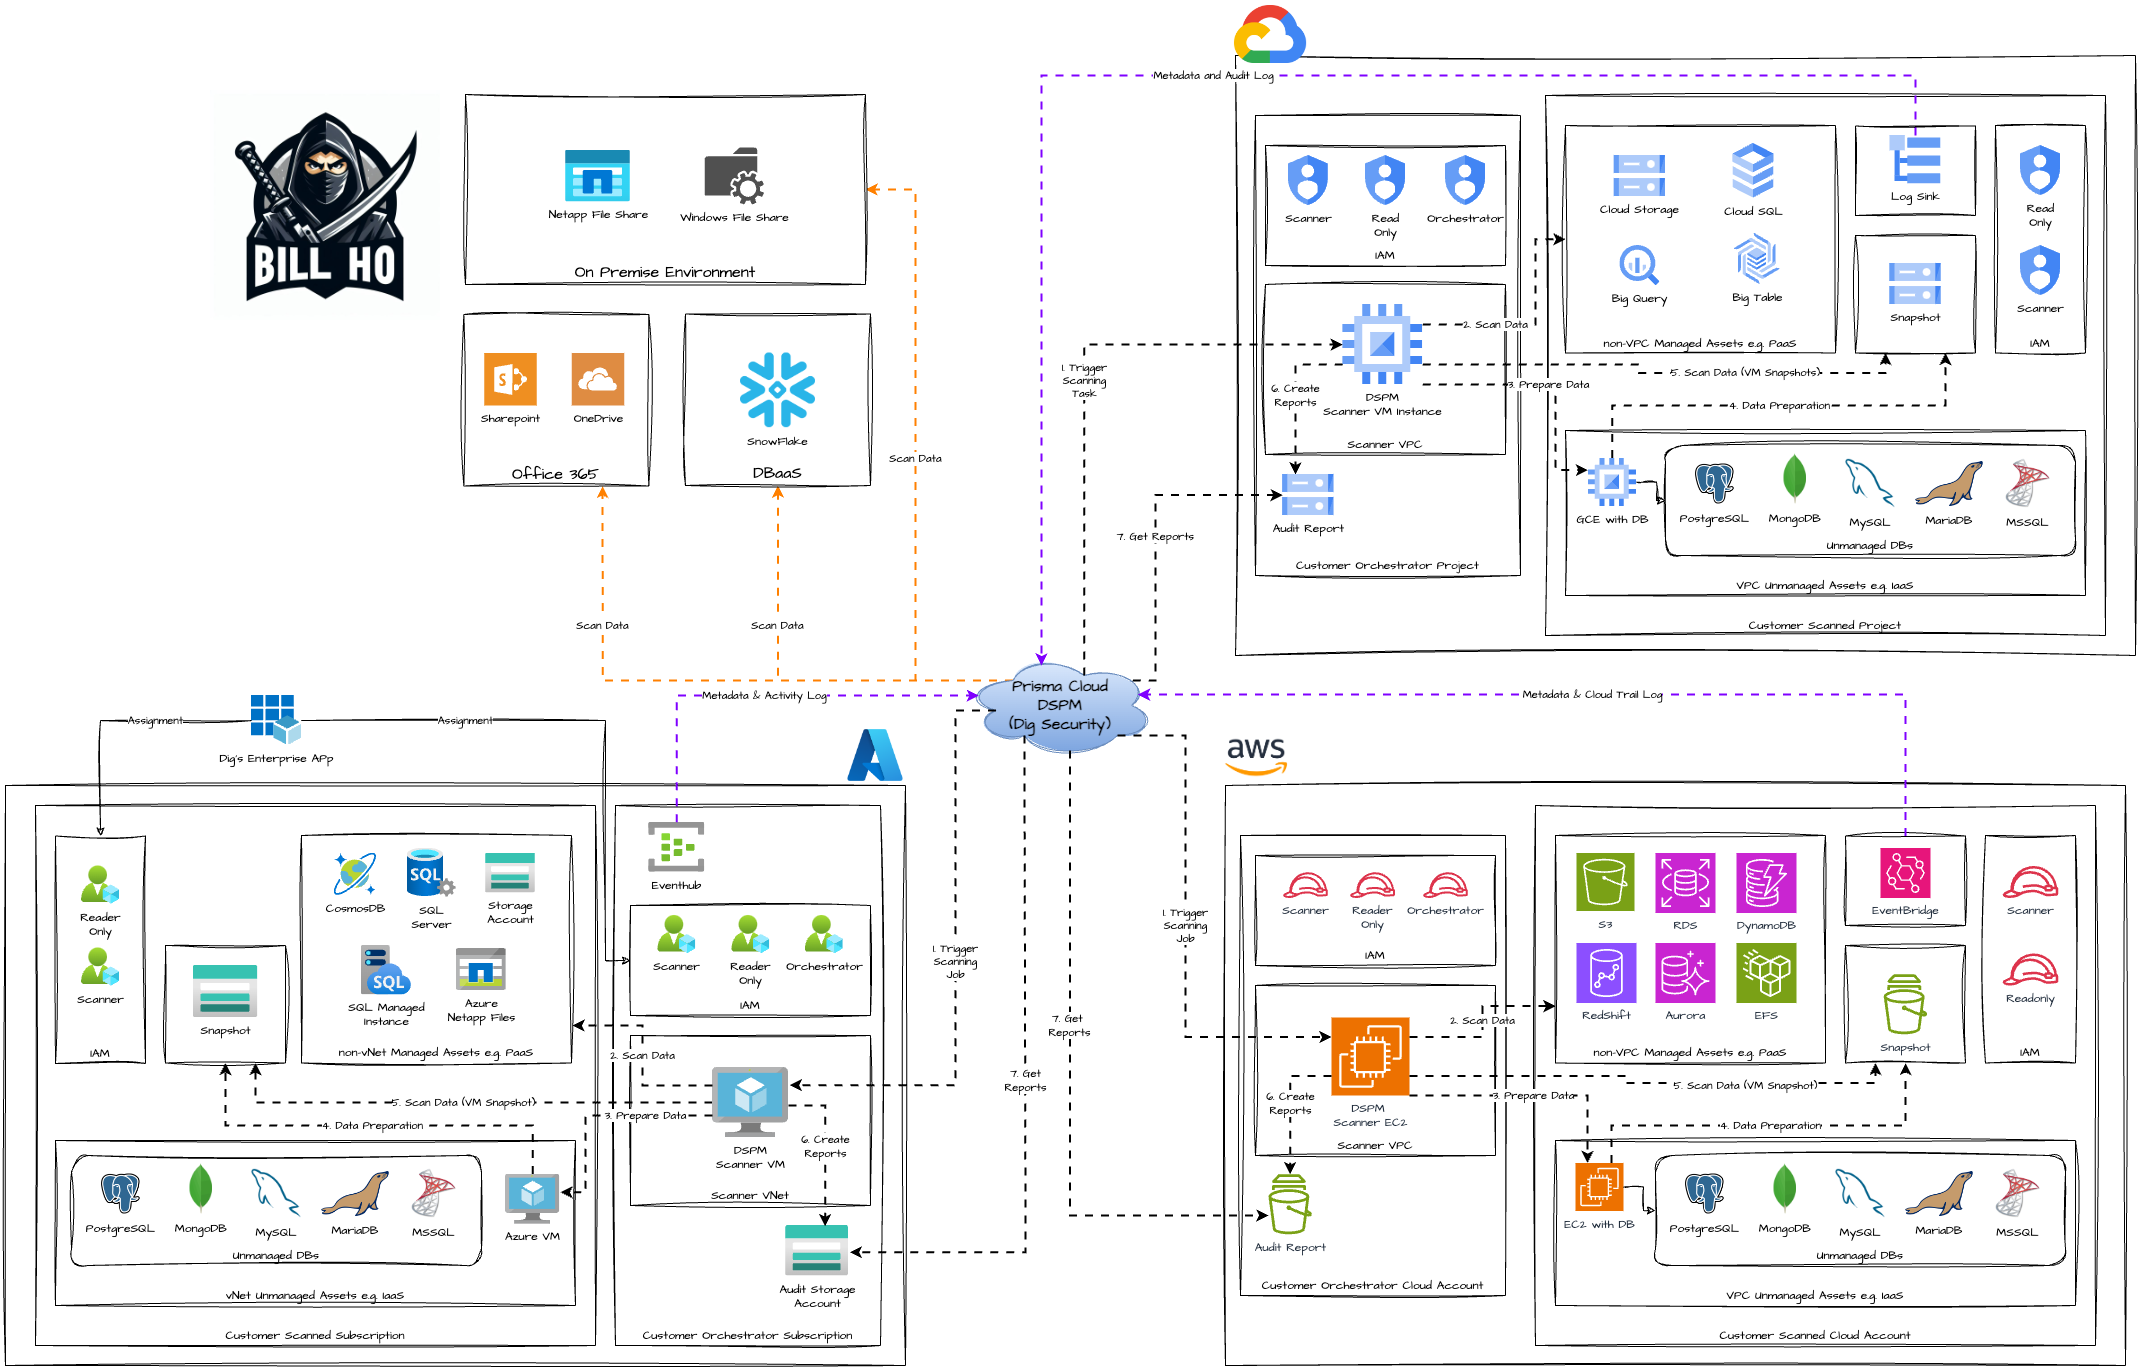 BILL HO
Netapp File Share
Windows File Share
On Premise Environment
Sharepoint
OneDrive
Office 365
SnowFlake
DBaaS
Scan Data
Scan Data
Scan Data
Metadata and Audit Log
Scanner
Read
Only
Orchestrator
IAM
DSPM
Scanner VM Instance
Scanner VPC
Audit Report
Customer Orchestrator Project
1. Trigger
Scanning
Task
2. Scan Data
3. Prepare Data
4. Data Preparation
5. Scan Data (VM Snapshots)
6. Create
Reports
7. Get Reports
Cloud Storage
Cloud SQL
Big Query
Big Table
non-VPC Managed Assets e.g. PaaS
Log Sink
Snapshot
Read
Only
Scanner
IAM
GCE with DB
PostgreSQL
MongoDB
MySQL
MariaDB
MSSQL
Unmanaged DBs
VPC Unmanaged Assets e.g. IaaS
Customer Scanned Project
Prisma Cloud
DSPM
(Dig Security)
Metadata & Activity Log
Metadata & Cloud Trail Log
Assignment
Assignment
Dig's Enterprise APp
Reader
Only
Scanner
IAM
Snapshot
CosmosDB
SQL
SQL
Server
Storage
Account
SQL
SQL Managed
Instance
Azure
Netapp Files
non-vNet Managed Assets e.g. PaaS
Eventhub
Scanner
Reader
Only
Orchestrator
IAM
1. Trigger
Scanning
Job
2. Scan Data
3. Prepare Data
4. Data Preparation
5. Scan Data (VM Snapshot)
6. Create
Reports
7. Get
Reports
DSPM
Scanner VM
Scanner VNet
Audit Storage
Account
Customer Orchestrator Subscription
PostgreSQL
MongoDB
MySQL
MariaDB
MSSQL
Unmanaged DBs
Azure VM
vNet Unmanaged Assets e.g. IaaS
Customer Scanned Subscription
aws
7. Get
Reports
1. Trigger
Scanning
Job
Scanner
Reader
Only
Orchestrator
IAM
2. Scan Data
3. Prepare Data
4. Data Preparation
5. Scan Data (VM Snapshot)
6. Create
Reports
DSPM
Scanner EC2
Scanner VPC
Audit Report
Customer Orchestrator Cloud Account
S3
RDS
DynamoDB
RedShift
Aurora
EFS
non-VPC Managed Assets e.g. PaaS
EventBridge
Snapshot
Scanner
Readonly
IAM
EC2 with DB
PostgreSQL
MongoDB
MySQL
MariaDB
MSSQL
Unmanaged DBs
VPC Unmanaged Assets e.g. IaaS
Customer Scanned Cloud Account